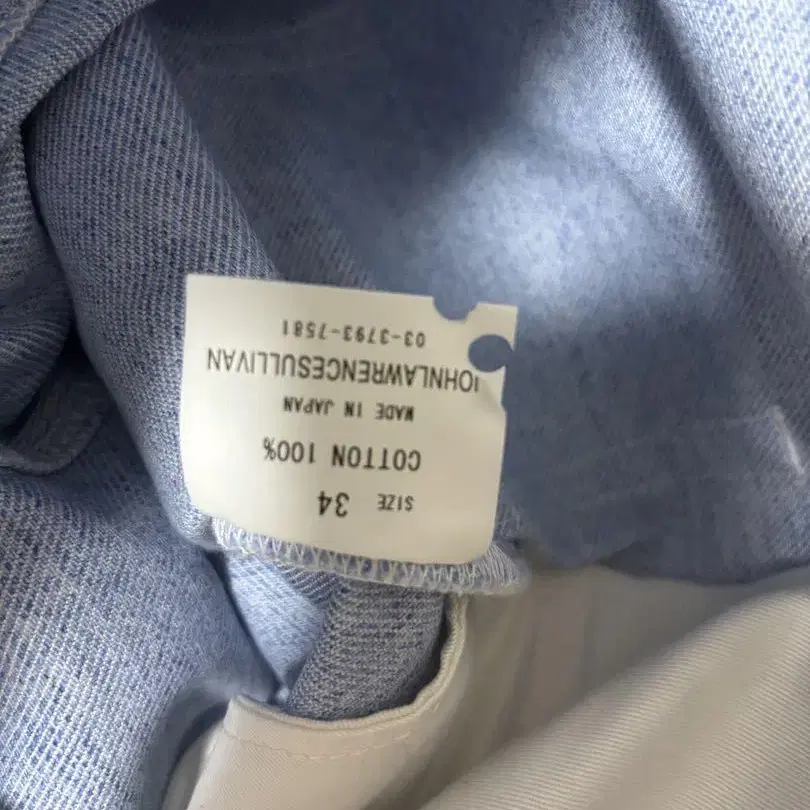 SIZE 34
COTTON 100%
MADE IN JAPAN
JOHNLAWRENCESULLIVAN
03-3793-7581